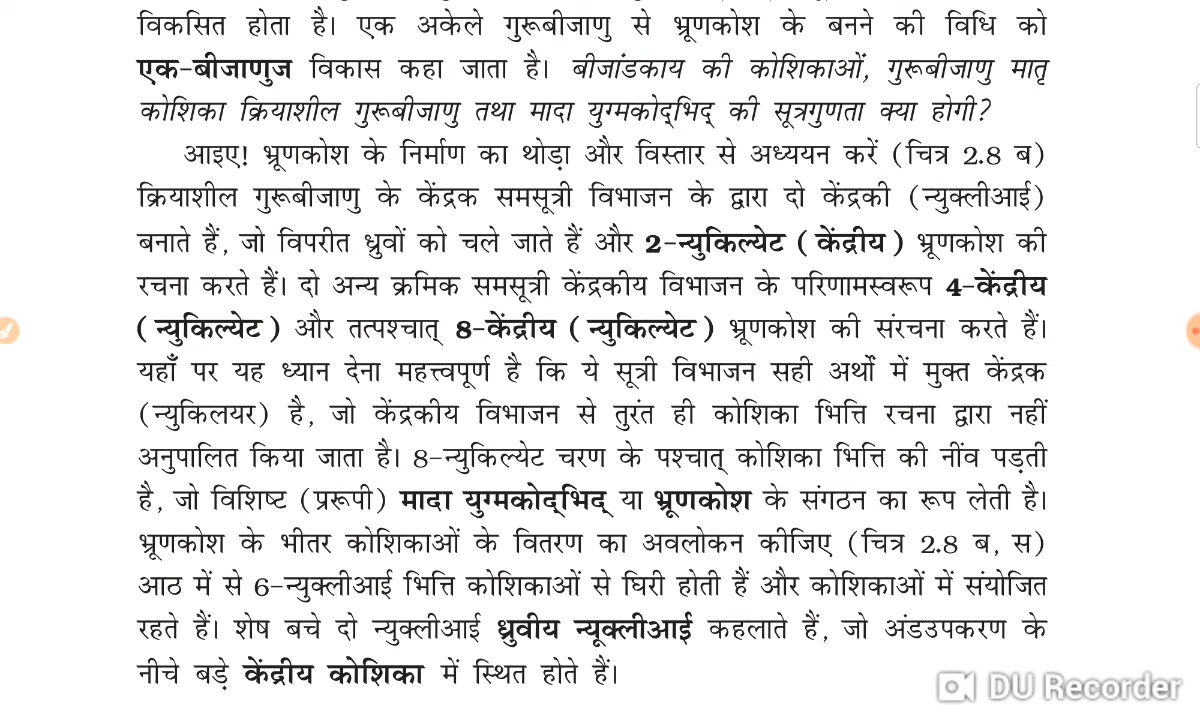 विकसित होता है। एक अकेले गुरूबीजाणु से भ्रूणकोश के बनने की विधि को
एक-बीजाणुज विकास कहा जाता है। बीजांडकाय की कोशिकाओं, गुरूबीजाणु मातृ
कोशिका क्रियाशील गुरूबीजाणु तथा मादा युग्मकोद्भिद् की सूत्रगुणता क्या होगी?
आइए! भ्रूणकोश के निर्माण का थोड़ा और विस्तार से अध्ययन करें (चित्र 2.8 ब)
क्रियाशील गुरूबीजाणु के केंद्रक समसूत्री विभाजन के द्वारा दो केंद्रकी (न्युक्लीआई)
बनाते हैं, जो विपरीत ध्रुवों को चले जाते हैं और 2-न्युकिल्येट (केंद्रीय) भ्रूणकोश की
रचना करते हैं। दो अन्य क्रमिक समसूत्री केंद्रकीय विभाजन के परिणामस्वरूप 4-केंद्रीय
(न्युकिल्येट) और तत्पश्चात् 8-केंद्रीय (न्युकिल्येट) भ्रूणकोश की संरचना करते हैं।
यहाँ पर यह ध्यान देना महत्त्वपूर्ण है कि ये सूत्री विभाजन सही अर्थों में मुक्त केंद्रक
(न्युकिलयर) है, जो केंद्रकीय विभाजन से तुरंत ही कोशिका भित्ति रचना द्वारा नहीं
अनुपालित किया जाता है। 8-न्युकिल्येट चरण के पश्चात् कोशिका भित्ति की नींव पड़ती
है, जो विशिष्ट (प्ररूपी) मादा युग्मकोद्भिद् या भ्रूणकोश के संगठन का रूप लेती है।
भ्रूणकोश के भीतर कोशिकाओं के वितरण का अवलोकन कीजिए (चित्र 2.8 ब, स)
आठ में से 6-न्युक्लीआई भित्ति कोशिकाओं से घिरी होती हैं और कोशिकाओं में संयोजित
रहते हैं। शेष बचे दो न्युक्लीआई ध्रुवीय न्यूक्लीआई कहलाते हैं, जो अंडउपकरण के
नीचे बड़े केंद्रीय कोशिका में स्थित होते हैं।
DU Recorder